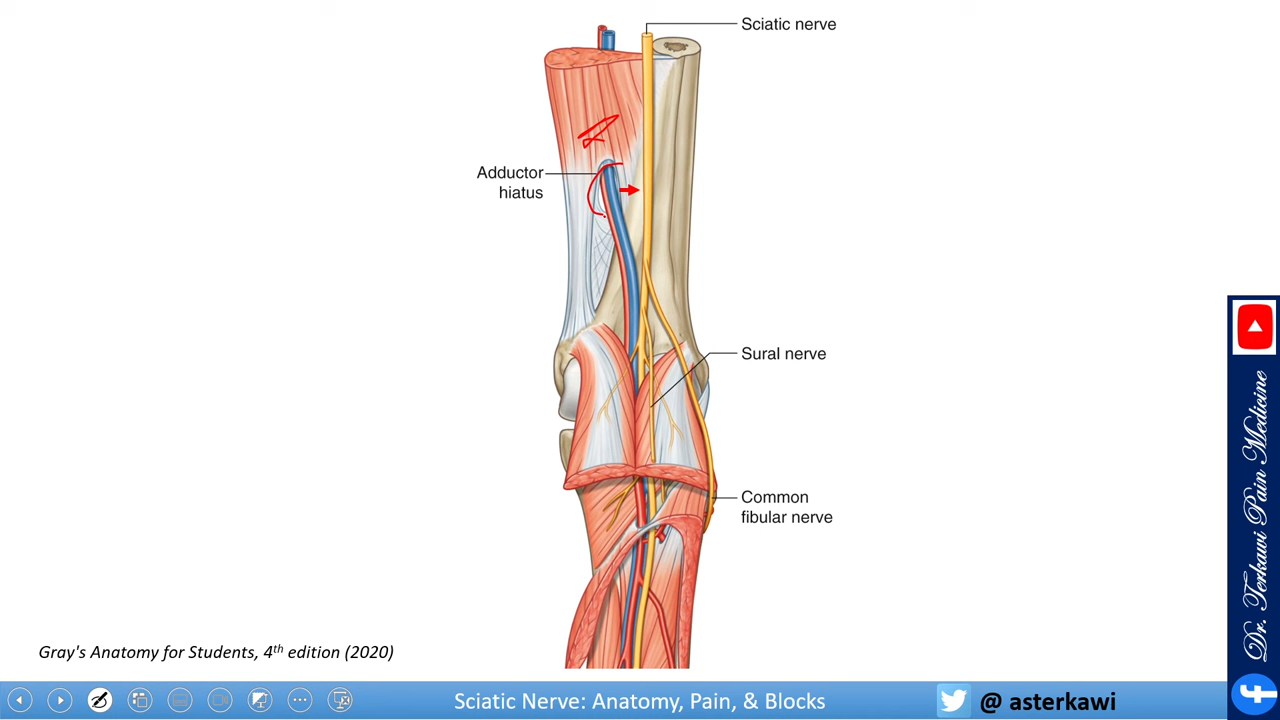 Sciatic nerve
Adductor
hiatus
Sural nerve
Common
fibular nerve
Gray's Anatomy for Students, 4th edition (2020)
Sciatic Nerve: Anatomy, Pain, & Blocks
@ asterkawi
Dr. Terkawi Pain Medicine